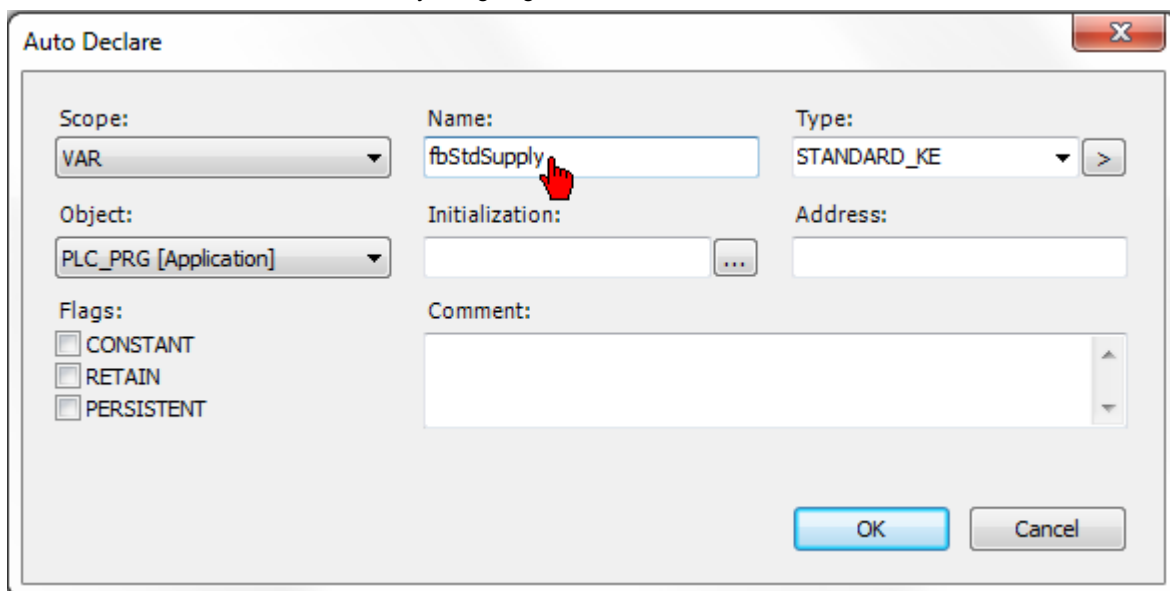 Auto Declare
Scope: Name: Type:
VAR fbStdSupply STANDARD_KE >
Object: Initialization: Address:
PLC_PRG [Application] ...
Flags: Comment:
CONSTANT
RETAIN
PERSISTENT
OK Cancel